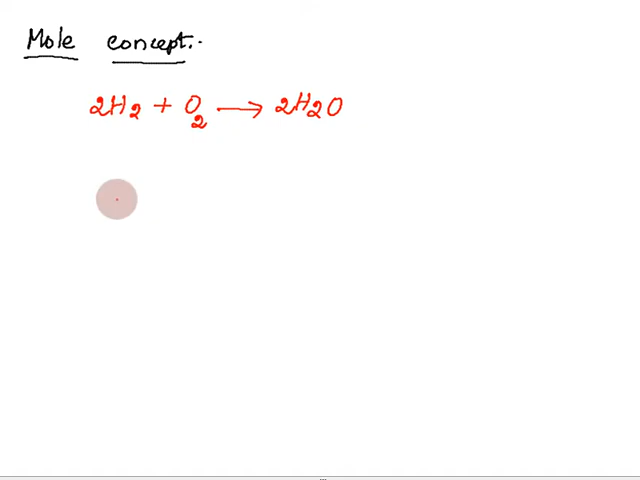 Mole concept..
2H2 + O2 → 2H2O